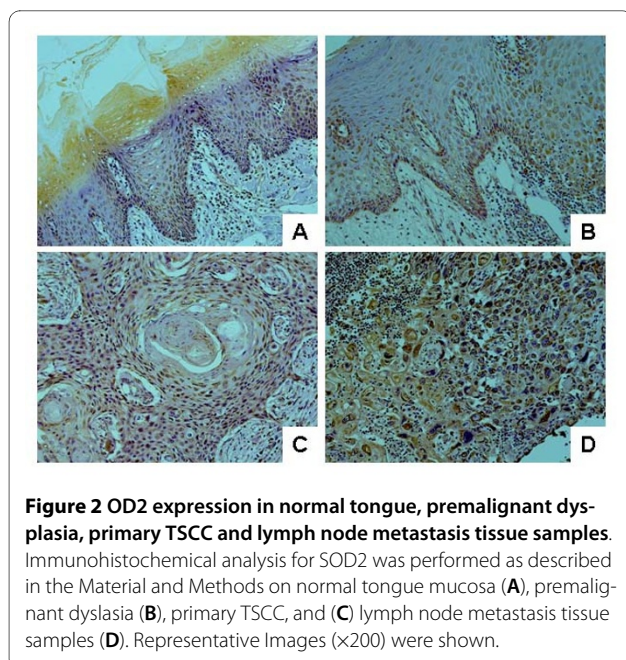 A
B
C
D
Figure 2 OD2 expression in normal tongue, premalignant dys-
plasia, primary TSCC and lymph node metastasis tissue samples.
Immunohistochemical analysis for SOD2 was performed as described
in the Material and Methods on normal tongue mucosa (A), premalig-
nant dyslasia (B), primary TSCC, and (C) lymph node metastasis tissue
samples (D). Representative Images (×200) were shown.